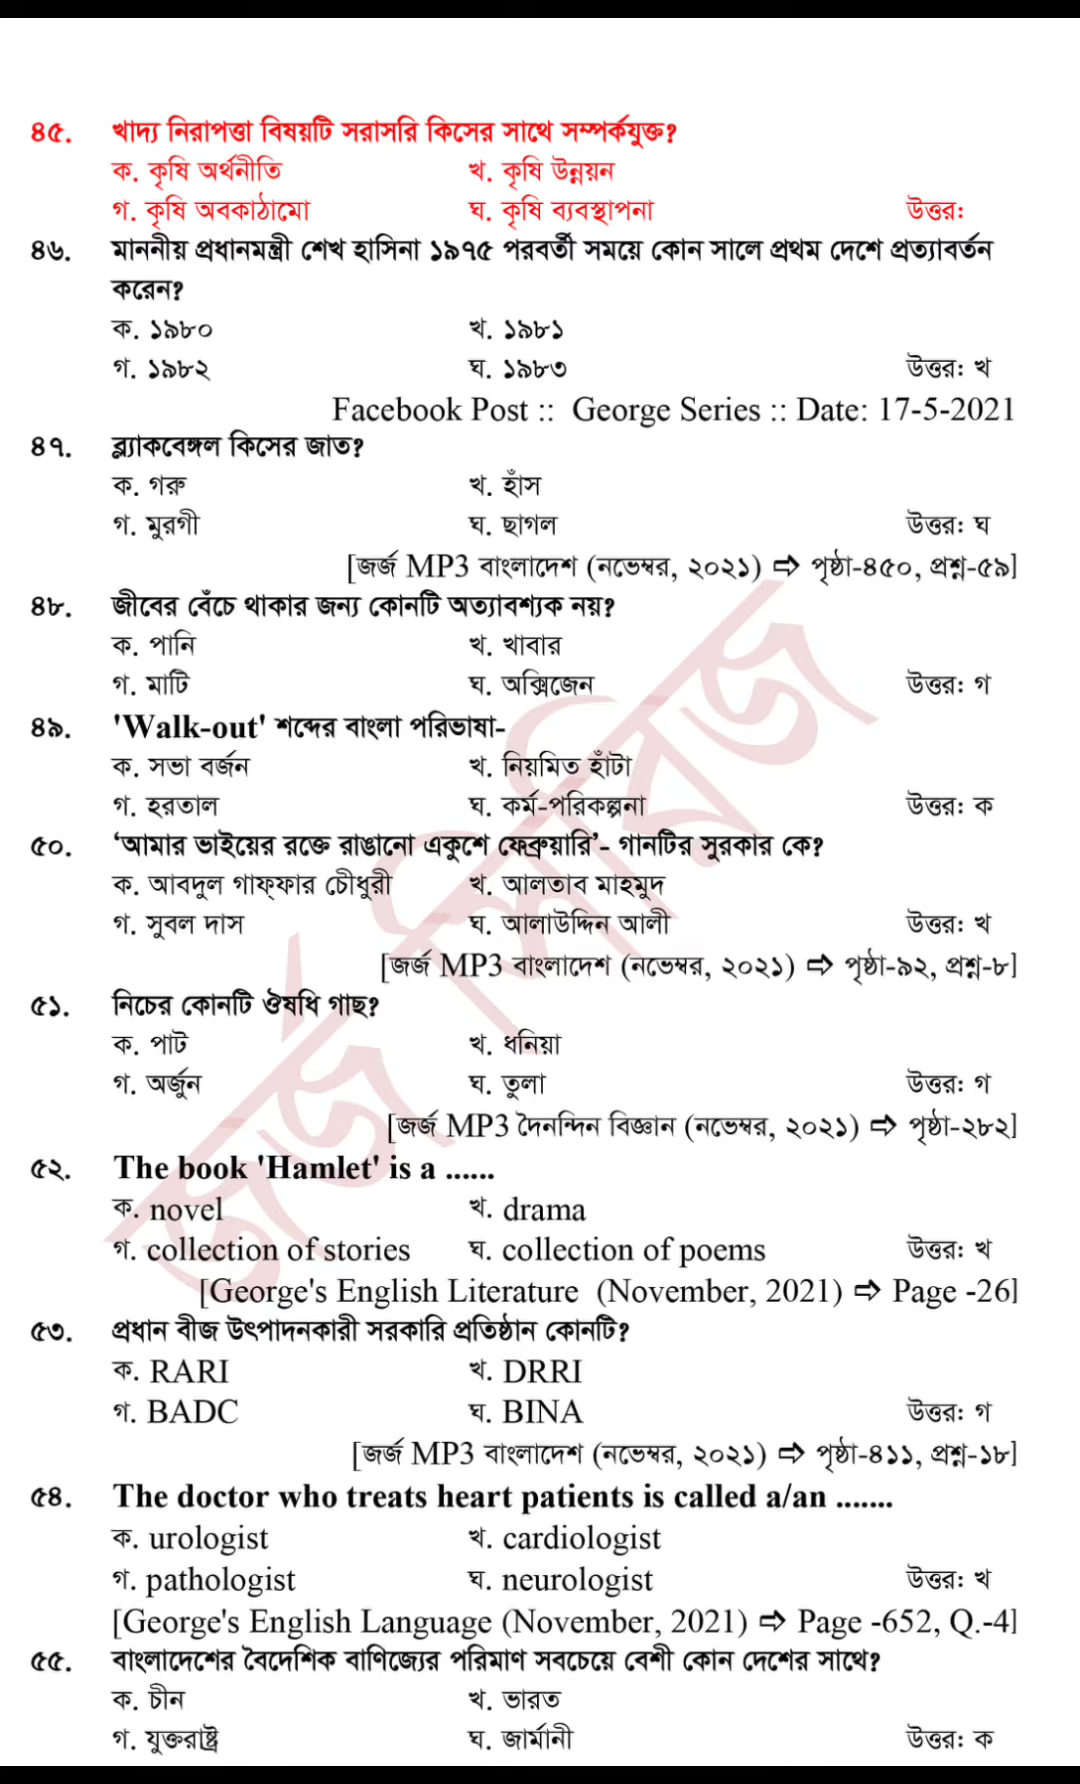 ৪৫. খাদ্য নিরাপত্তা বিষয়টি সরাসরি কিসের সাথে সম্পর্কযুক্ত?
ক. কৃষি অর্থনীতি খ. কৃষি উন্নয়ন
গ. কৃষি অবকাঠামো ঘ. কৃষি ব্যবস্থাপনা উত্তর:
৪৬. মাননীয় প্রধানমন্ত্রী শেখ হাসিনা ১৯৭৫ পরবর্তী সময়ে কোন সালে প্রথম দেশে প্রত্যাবর্তন
করেন?
ক. ১৯৮০ খ. ১৯৮১
গ. ১৯৮২ ঘ. ১৯৮৩ উত্তর: খ
Facebook Post :: George Series :: Date: 17-5-2021
৪৭. ব্ল্যাকবেঙ্গল কিসের জাত?
ক. গরু খ. হাঁস
গ. মুরগী ঘ. ছাগল উত্তর: ঘ
[জর্জ MP3 বাংলাদেশ (নভেম্বর, ২০২১) ⇨ পৃষ্ঠা-৪৫০, প্রশ্ন-৫৯]
৪৮. জীবের বেঁচে থাকার জন্য কোনটি অত্যাবশ্যক নয়?
ক. পানি খ. খাবার
গ. মাটি ঘ. অক্সিজেন উত্তর: গ
৪৯. 'Walk-out' শব্দের বাংলা পরিভাষা-
ক. সভা বর্জন খ. নিয়মিত হাঁটা
গ. হরতাল ঘ. কর্ম-পরিকল্পনা উত্তর: ক
৫০. ‘আমার ভাইয়ের রক্তে রাঙানো একুশে ফেব্রুয়ারি’- গানটির সুরকার কে?
ক. আবদুল গাফ্ফার চৌধুরী খ. আলতাব মাহমুদ
গ. সুবল দাস ঘ. আলাউদ্দিন আলী উত্তর: খ
[জর্জ MP3 বাংলাদেশ (নভেম্বর, ২০২১) ⇨ পৃষ্ঠা-৯২, প্রশ্ন-৮]
৫১. নিচের কোনটি ঔষধি গাছ?
ক. পাট খ. ধনিয়া
গ. অর্জুন ঘ. তুলা উত্তর: গ
[জর্জ MP3 দৈনন্দিন বিজ্ঞান (নভেম্বর, ২০২১) ⇨ পৃষ্ঠা-২৮২]
৫২. The book 'Hamlet' is a ......
ক. novel খ. drama
গ. collection of stories ঘ. collection of poems উত্তর: খ
[George's English Literature (November, 2021) ⇨ Page -26]
৫৩. প্রধান বীজ উৎপাদনকারী সরকারি প্রতিষ্ঠান কোনটি?
ক. RARI খ. DRRI
গ. BADC ঘ. BINA উত্তর: গ
[জর্জ MP3 বাংলাদেশ (নভেম্বর, ২০২১) ⇨ পৃষ্ঠা-৪১১, প্রশ্ন-১৮]
৫৪. The doctor who treats heart patients is called a/an .......
ক. urologist খ. cardiologist
গ. pathologist ঘ. neurologist উত্তর: খ
[George's English Language (November, 2021) ⇨ Page -652, Q.-4]
৫৫. বাংলাদেশের বৈদেশিক বাণিজ্যের পরিমাণ সবচেয়ে বেশী কোন দেশের সাথে?
ক. চীন খ. ভারত
গ. যুক্তরাষ্ট্র ঘ. জার্মানী উত্তর: ক
জর্জ সিরিজ